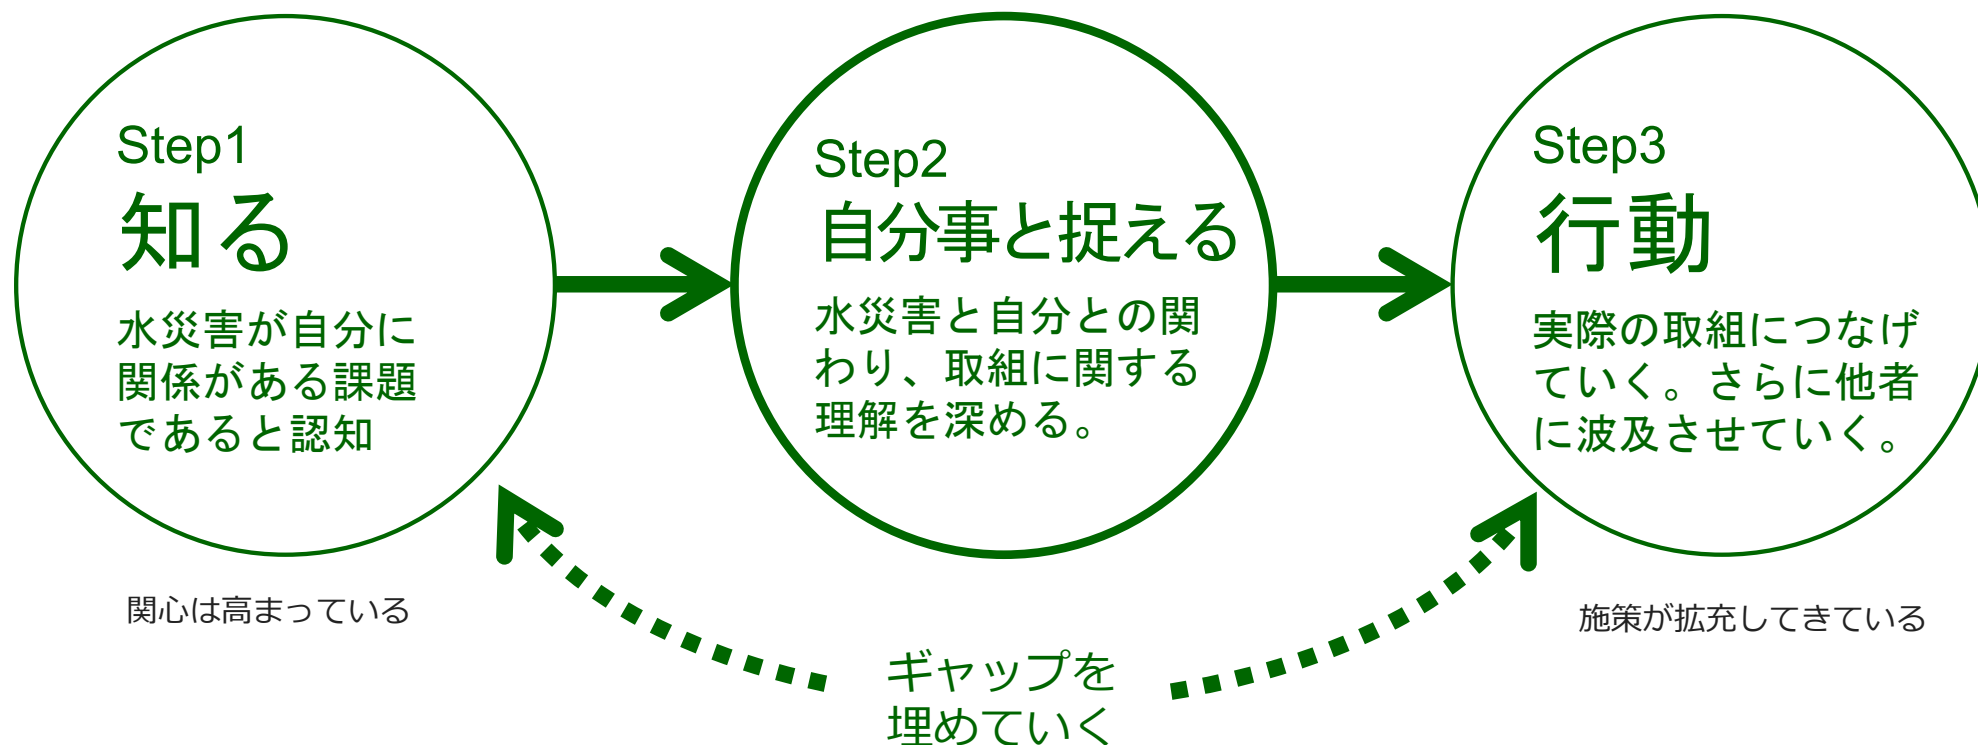 Step1
知る
水災害が自分に
関係がある課題
であると認知
Step2
自分事と捉える
水災害と自分との関
わり、取組に関する
理解を深める。
Step3
行動
実際の取組につなげ
ていく。さらに他者
に波及させていく。
関心は高まっている
施策が拡充してきている
ギャップを
埋めていく